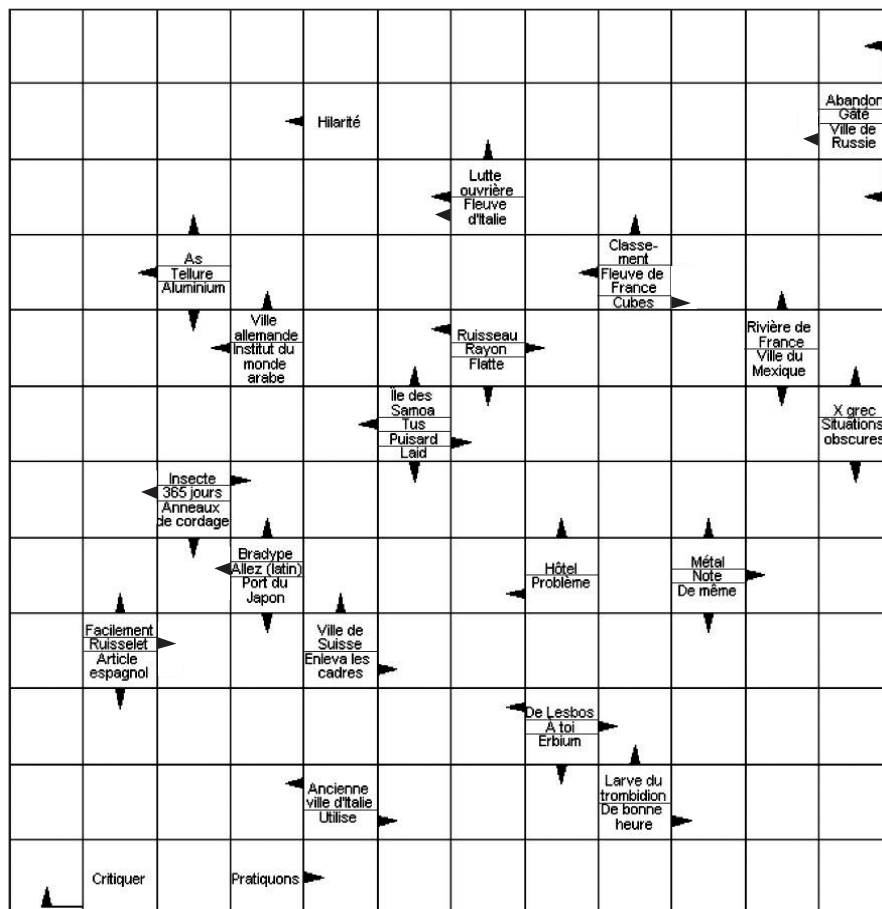 Hilarité
Abandon
Gâté
Ville de
Russie
Lutte
ouvrière
Fleuve
d'Italie
As
Tellure
Aluminium
Classe-
ment
Fleuve de
France
Cubes
Ville
allemande
Institut du
monde
arabe
Ruisseau
Rayon
Flatte
Rivière de
France
Ville du
Mexique
Île des
Samoa
Tus
Puisard
Laid
X grec
Situations
obscures
Insecte
365 jours
Anneaux
de cordage
Bradype
Allez (latin)
Port du
Japon
Hôtel
Problème
Métal
Note
De même
Facilement
Ruisselet
Article
espagnol
Ville de
Suisse
Enleva les
cadres
De Lesbos
À toi
Erbium
Ancienne
ville d'Italie
Utilise
Larve du
trombidion
De bonne
heure
Critiquer
Pratiquons